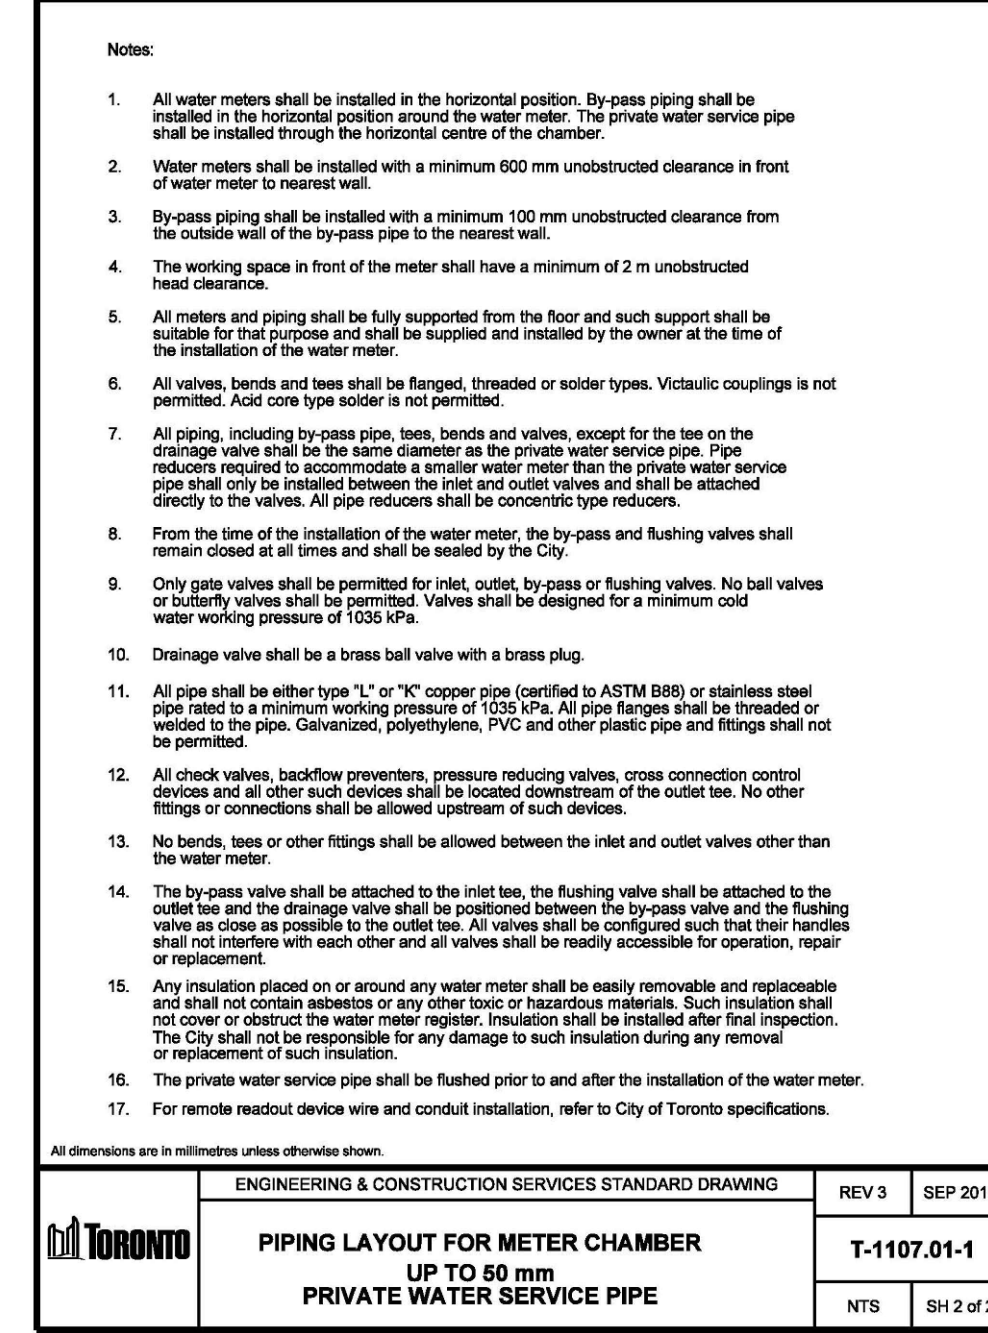 Notes:
1. All water meters shall be installed in the horizontal position. By-pass piping shall be
installed in the horizontal position around the water meter. The private water service pipe
shall be installed through the horizontal centre of the chamber.
2. Water meters shall be installed with a minimum 600 mm unobstructed clearance in front
of water meter to nearest wall.
3. By-pass piping shall be installed with a minimum 100 mm unobstructed clearance from
the outside wall of the by-pass pipe to the nearest wall.
4. The working space in front of the meter shall have a minimum of 2 m unobstructed
head clearance.
5. All meters and piping shall be fully supported from the floor and such support shall be
suitable for that purpose and shall be supplied and installed by the owner at the time of
the installation of the water meter.
6. All valves, bends and tees shall be flanged, threaded or solder types. Victaulic couplings is not
permitted. Acid core type solder is not permitted.
7. All piping, including by-pass pipe, tees, bends and valves, except for the tee on the
drainage valve shall be the same diameter as the private water service pipe. Pipe
reducers required to accommodate a smaller water meter than the private water service
pipe shall only be installed between the inlet and outlet valves and shall be attached
directly to the valves. All pipe reducers shall be concentric type reducers.
8. From the time of the installation of the water meter, the by-pass and flushing valves shall
remain closed at all times and shall be sealed by the City.
9. Only gate valves shall be permitted for inlet, outlet, by-pass or flushing valves. No ball valves
or butterfly valves shall be permitted. Valves shall be designed for a minimum cold
water working pressure of 1035 kPa.
10. Drainage valve shall be a brass ball valve with a brass plug.
11. All pipe shall be either type "L" or "K" copper pipe (certified to ASTM B88) or stainless steel
pipe rated to a minimum working pressure of 1035 kPa. All pipe flanges shall be threaded or
welded to the pipe. Galvanized, polyethylene, PVC and other plastic pipe and fittings shall not
be permitted.
12. All check valves, backflow preventers, pressure reducing valves, cross connection control
devices and all other such devices shall be located downstream of the outlet tee. No other
fittings or connections shall be allowed upstream of such devices.
13. No bends, tees or other fittings shall be allowed between the inlet and outlet valves other than
the water meter.
14. The by-pass valve shall be attached to the inlet tee, the flushing valve shall be attached to the
outlet tee and the drainage valve shall be positioned between the by-pass valve and the flushing
valve as close as possible to the outlet tee. All valves shall be configured such that their handles
shall not interfere with each other and all valves shall be readily accessible for operation, repair
or replacement.
15. Any insulation placed on or around any water meter shall be easily removable and replaceable
and shall not contain asbestos or any other toxic or hazardous materials. Such insulation shall
not cover or obstruct the water meter register. Insulation shall be installed after final inspection.
The City shall not be responsible for any damage to such insulation during any removal
or replacement of such insulation.
16. The private water service pipe shall be flushed prior to and after the installation of the water meter.
17. For remote readout device wire and conduit installation, refer to City of Toronto specifications.
All dimensions are in millimetres unless otherwise shown.
ENGINEERING & CONSTRUCTION SERVICES STANDARD DRAWING
REV 3
SEP 201
TORONTO
PIPING LAYOUT FOR METER CHAMBER
UP TO 50 mm
PRIVATE WATER SERVICE PIPE
T-1107.01-1
NTS
SH 2 of